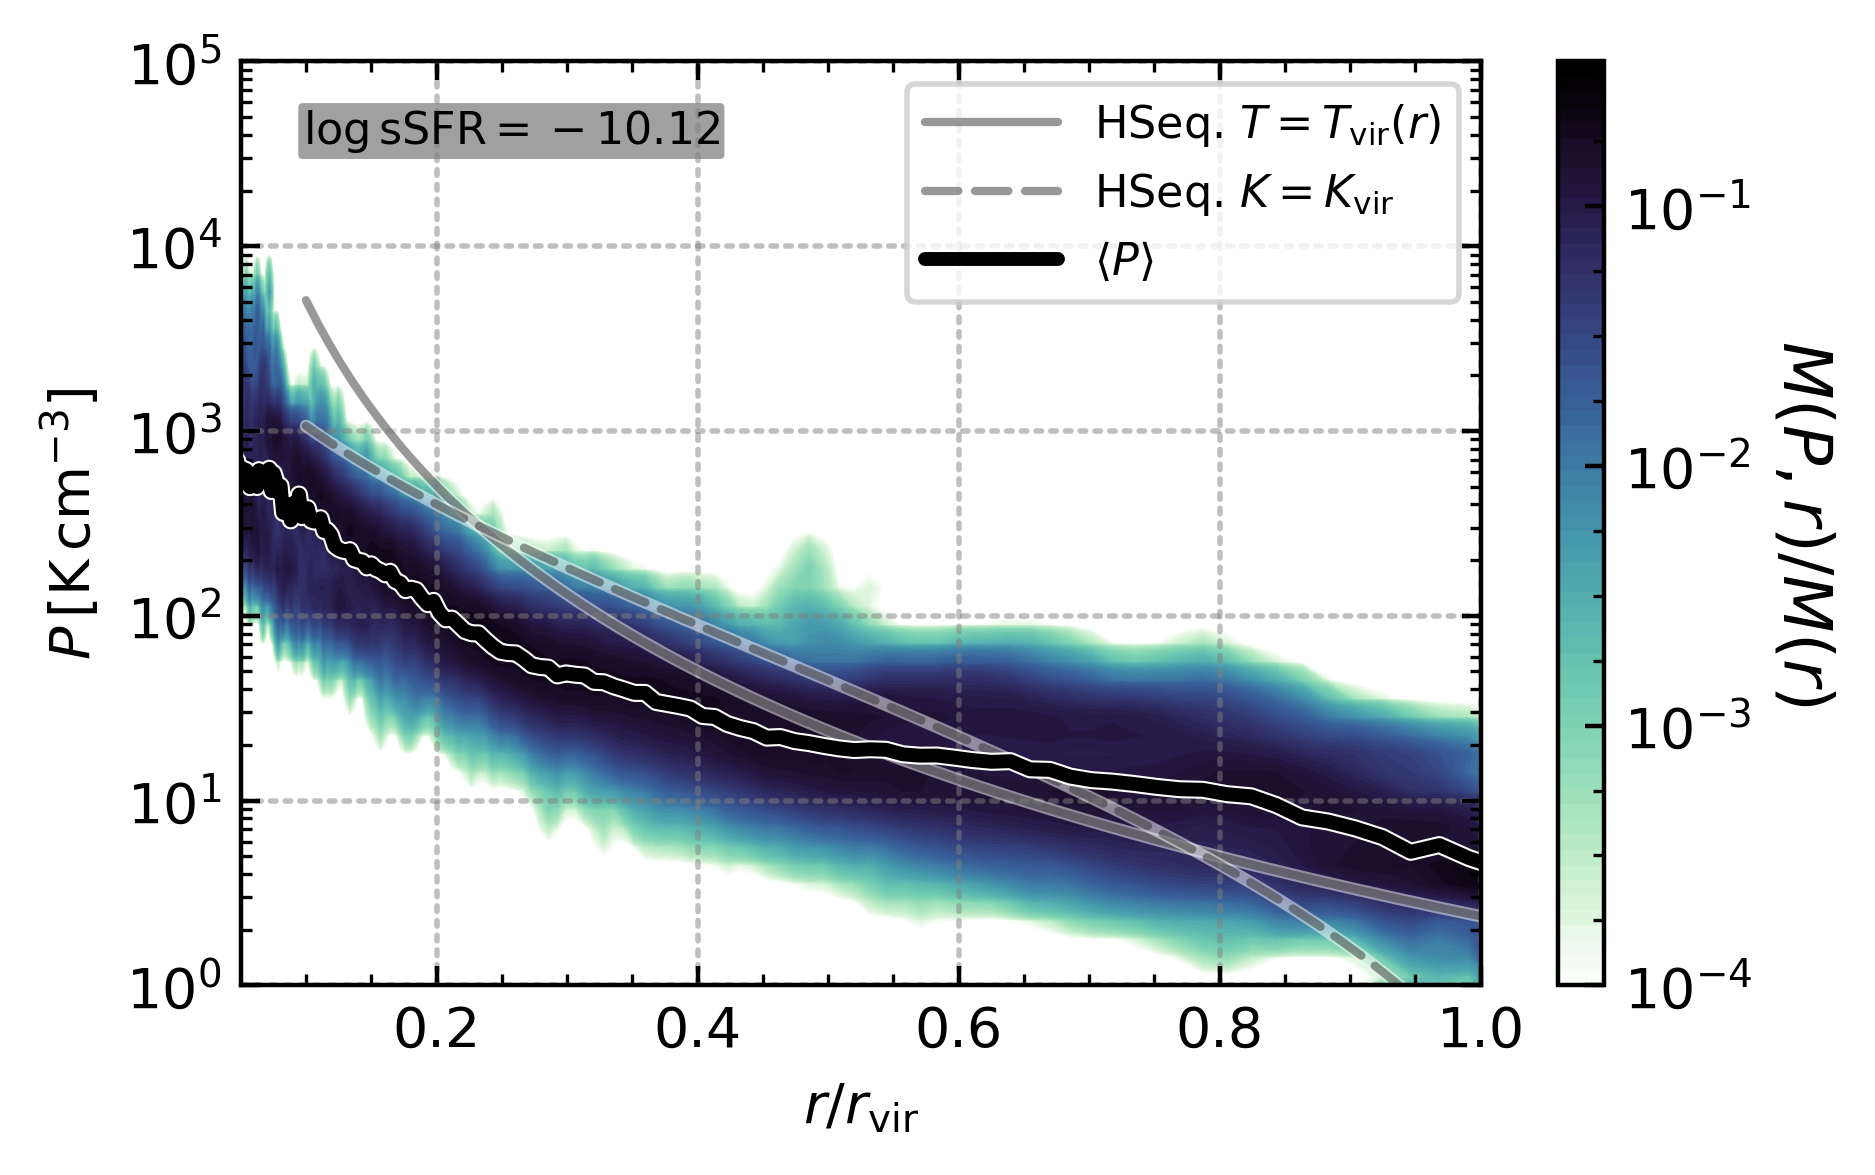 10^5
10^4
10^3
10^2
10^1
10^0
P [K cm^−3]
log sSFR = − 10.12
HSeq. T = T_vir(r)
HSeq. K = K_vir
⟨P⟩
0.2 0.4 0.6 0.8 1.0
r/r_vir
10^−1
10^−2
10^−3
10^−4
M(P, r)/M(r)